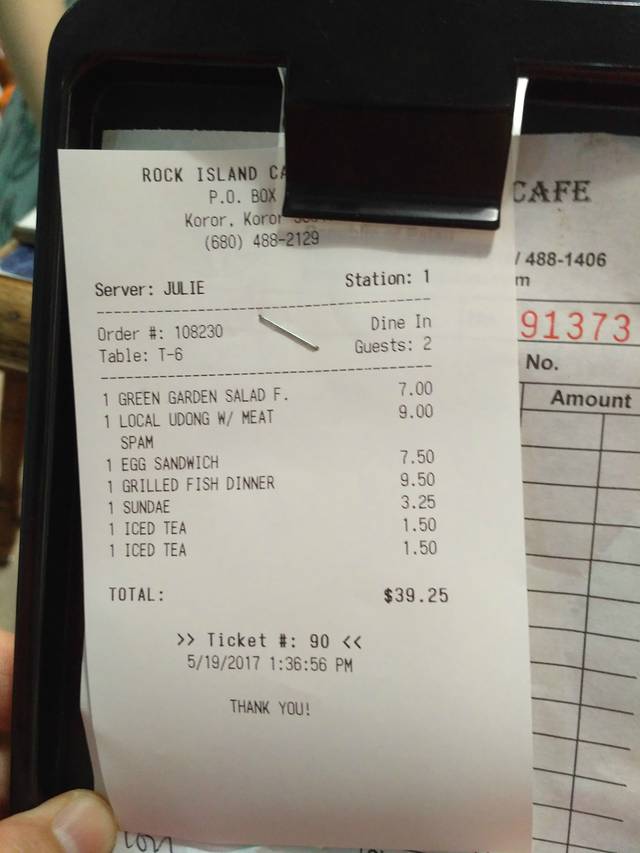 ROCK ISLAND CA
P.O. BOX
Koror, Koror
(680) 488-2129
Server: JULIE Station: 1
Order #: 108230 Dine In
Table: T-6 Guests: 2
1 GREEN GARDEN SALAD F. 7.00
1 LOCAL UDONG W/ MEAT 9.00
SPAM
1 EGG SANDWICH 7.50
1 GRILLED FISH DINNER 9.50
1 SUNDAE 3.25
1 ICED TEA 1.50
1 ICED TEA 1.50
TOTAL: $39.25
>> Ticket #: 90 <<
5/19/2017 1:36:56 PM
THANK YOU!
CAFE
/ 488-1406
m
91373
No.
Amount